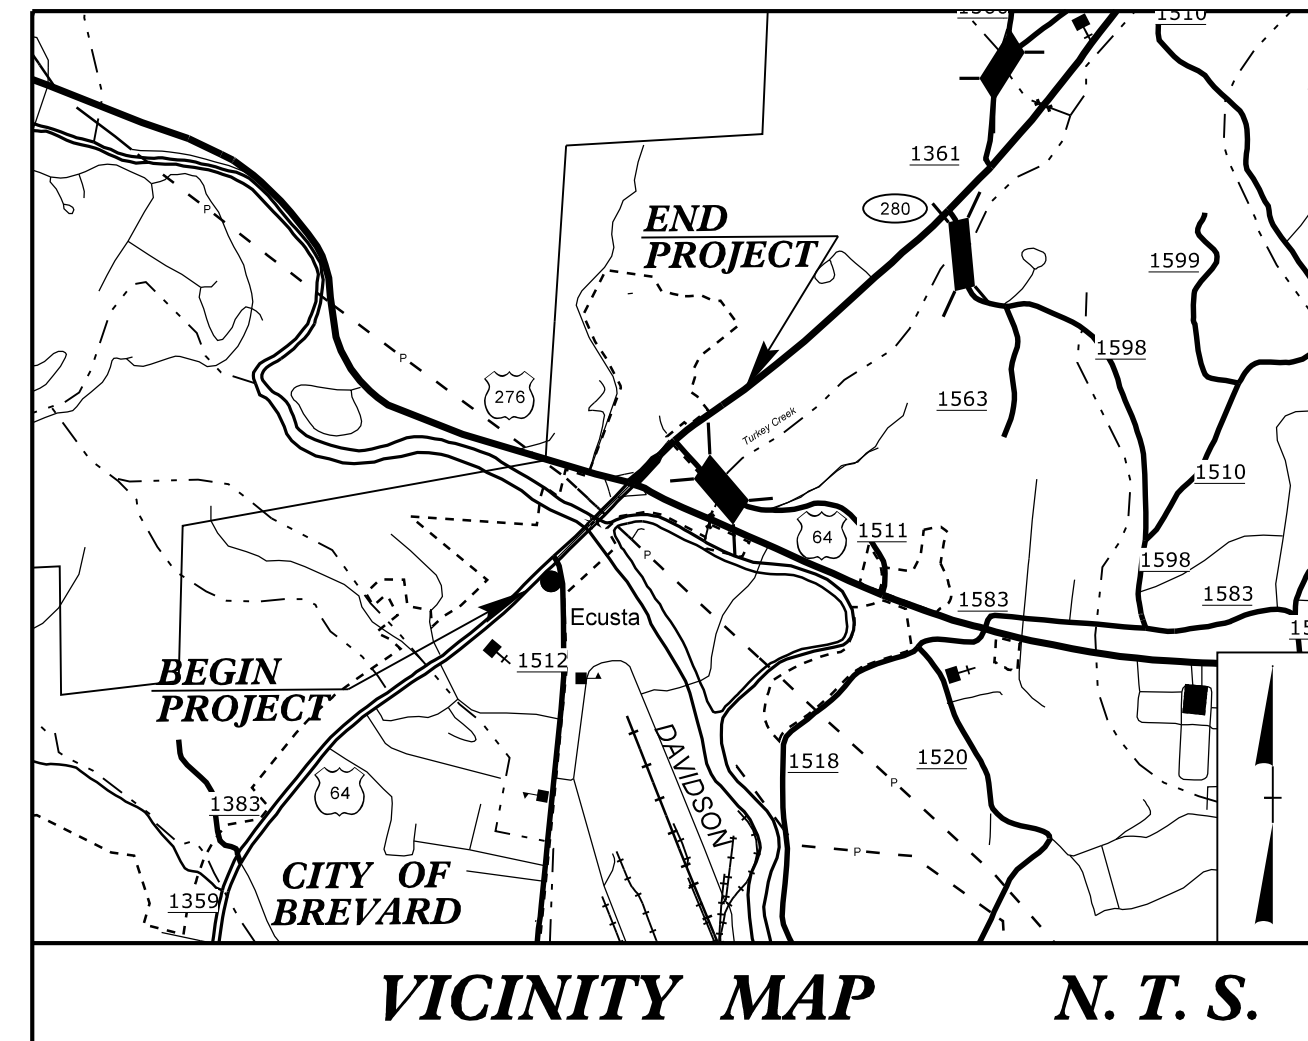 1510
1361
280
END
PROJECT
P
1599
1598
P
276
1563
Turkey Creek
1510
64
1511
P
1598
1583
1583
Ecusta
1512
BEGIN
PROJECT
DAVIDSON
1518
1520
P
64
1383
P
CITY OF
BREVARD
1359
VICINITY MAP N. T. S.